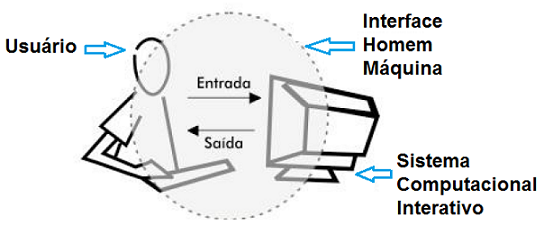 Usuário
Interface
Homem
Máquina
Entrada
Saída
Sistema
Computacional
Interativo